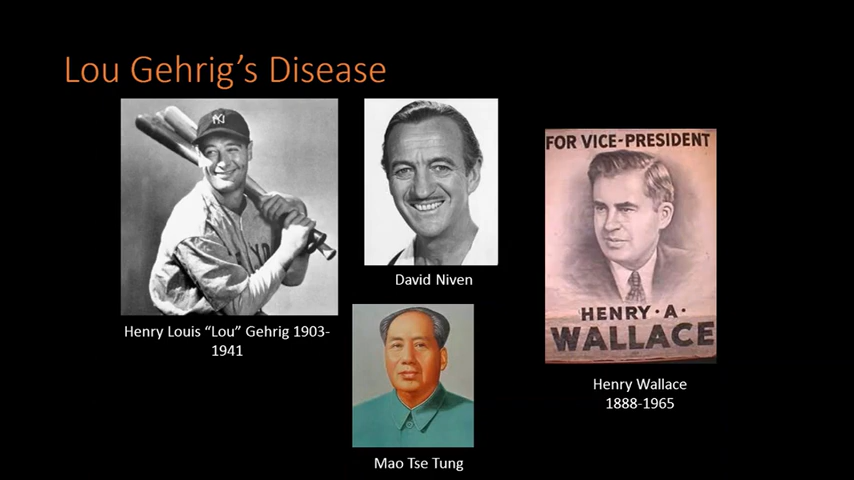 Lou Gehrig's Disease
FOR VICE-PRESIDENT
HENRY · A ·
WALLACE
David Niven
Henry Louis “Lou” Gehrig 1903-
1941
Henry Wallace
1888-1965
Mao Tse Tung